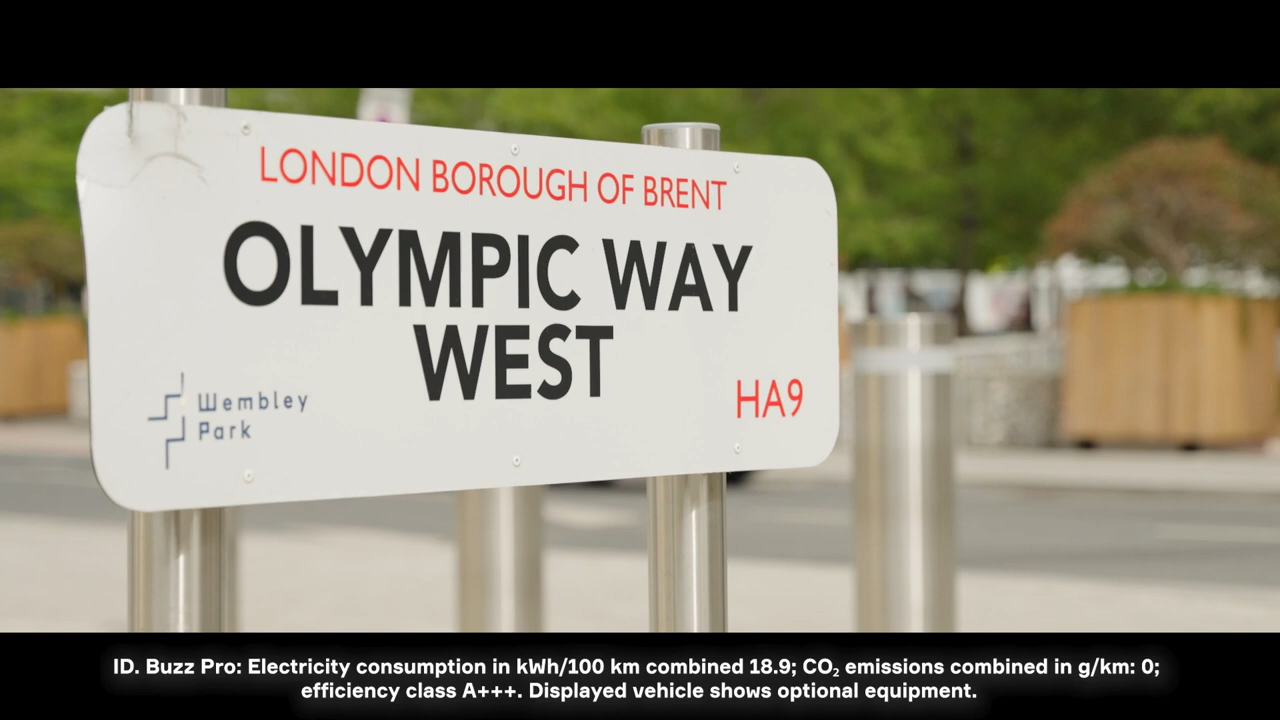 LONDON BOROUGH OF BRENT
OLYMPIC WAY
WEST
Wembley
Park
HA9
ID. Buzz Pro: Electricity consumption in kWh/100 km combined 18.9; CO₂ emissions combined in g/km: 0;
efficiency class A+++. Displayed vehicle shows optional equipment.